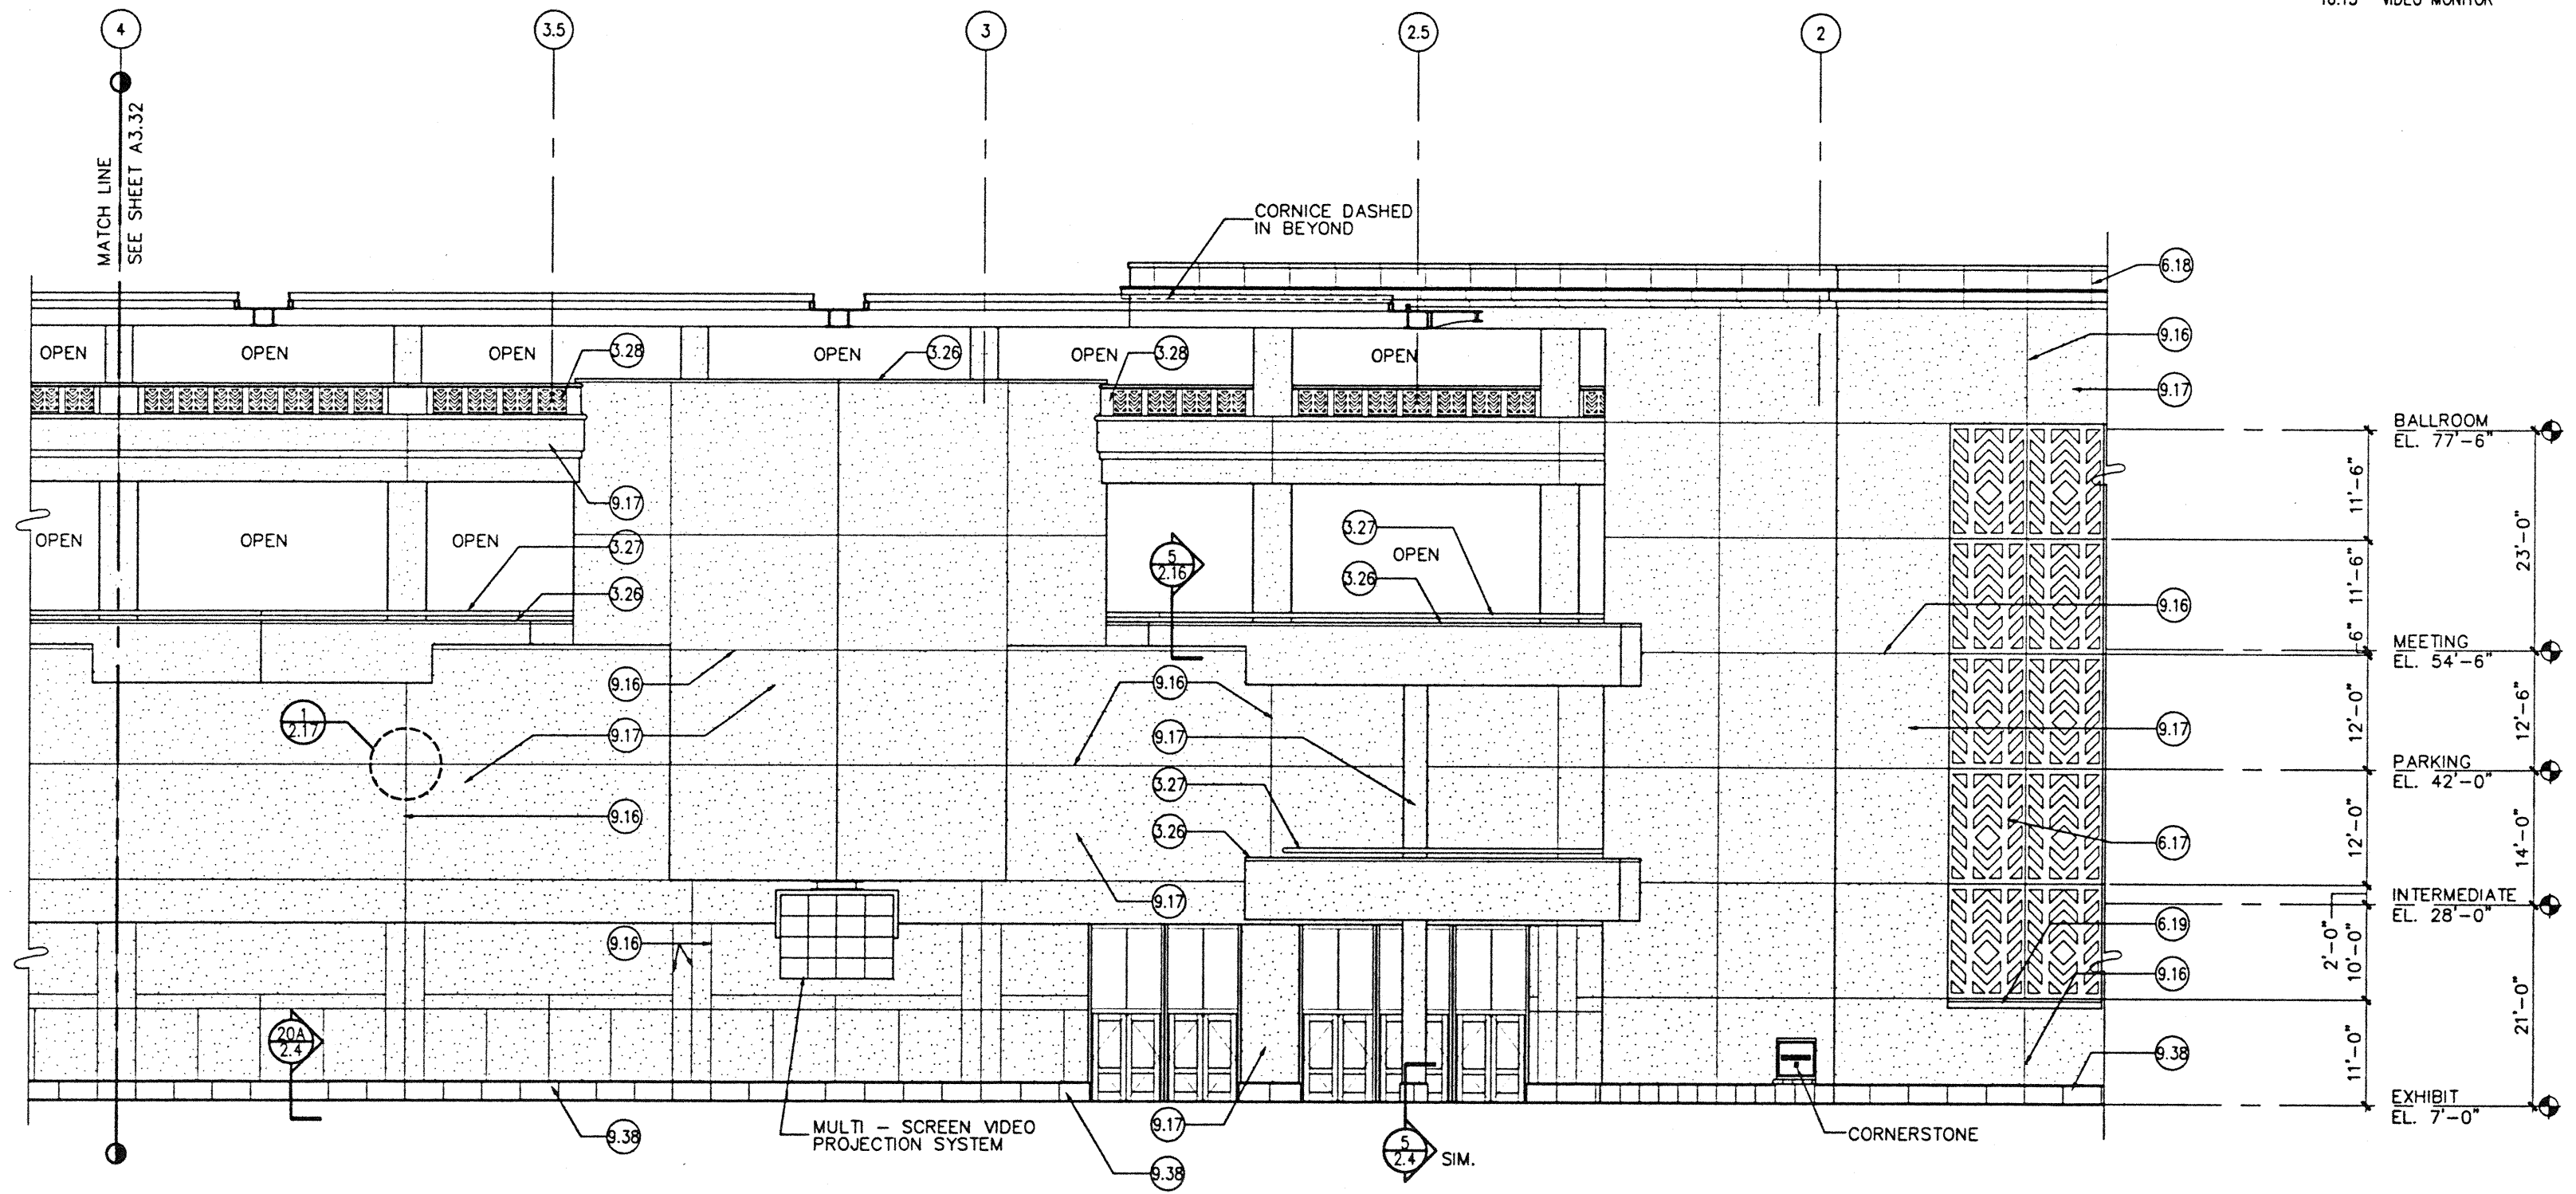 10.15 VIDEO MONITOR
4
3.5
3
2.5
2
MATCH LINE
SEE SHEET A3.32
CORNICE DASHED
IN BEYOND
6.18
9.16
OPEN
OPEN
OPEN
3.28
OPEN
3.26
OPEN
3.28
OPEN
9.17
BALLROOM
EL. 77'-6"
9.17
11'-6"
23'-0"
OPEN
OPEN
OPEN
3.27
5
2.16
3.27
OPEN
3.26
3.26
11'-6"
9.16
6"
MEETING
EL. 54'-6"
9.16
9.16
1
2.17
9.17
9.17
9.17
12'-0"
12'-6"
PARKING
EL. 42'-0"
3.27
9.16
3.26
6.17
12'-0"
14'-0"
9.17
INTERMEDIATE
EL. 28'-0"
6.19
9.16
2'-0"
10'-0"
9.16
21'-0"
20A
2.4
9.38
11'-0"
EXHIBIT
EL. 7'-0"
9.38
MULTI - SCREEN VIDEO
PROJECTION SYSTEM
9.17
9.38
5
2.4
SIM.
CORNERSTONE